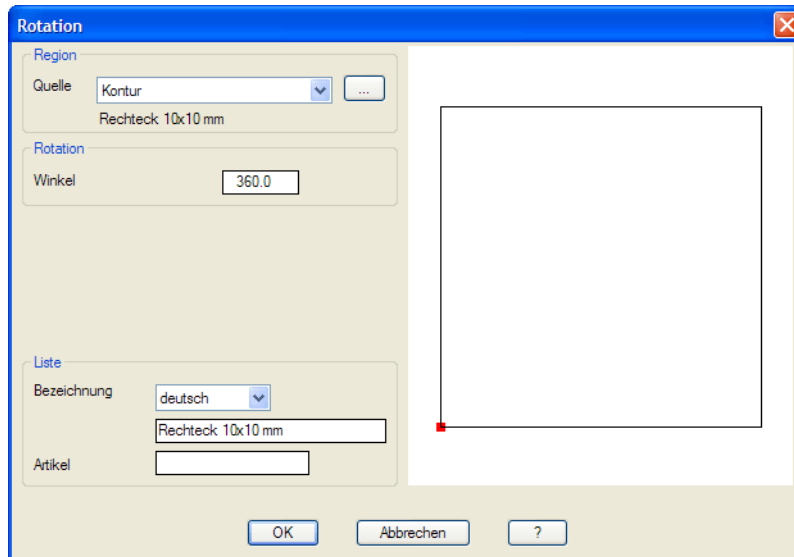 Rotation
Region
Quelle Kontur ...
Rechteck 10x10 mm
Rotation
Winkel 360.0
Liste
Bezeichnung deutsch
Rechteck 10x10 mm
Artikel
OK Abbrechen ?